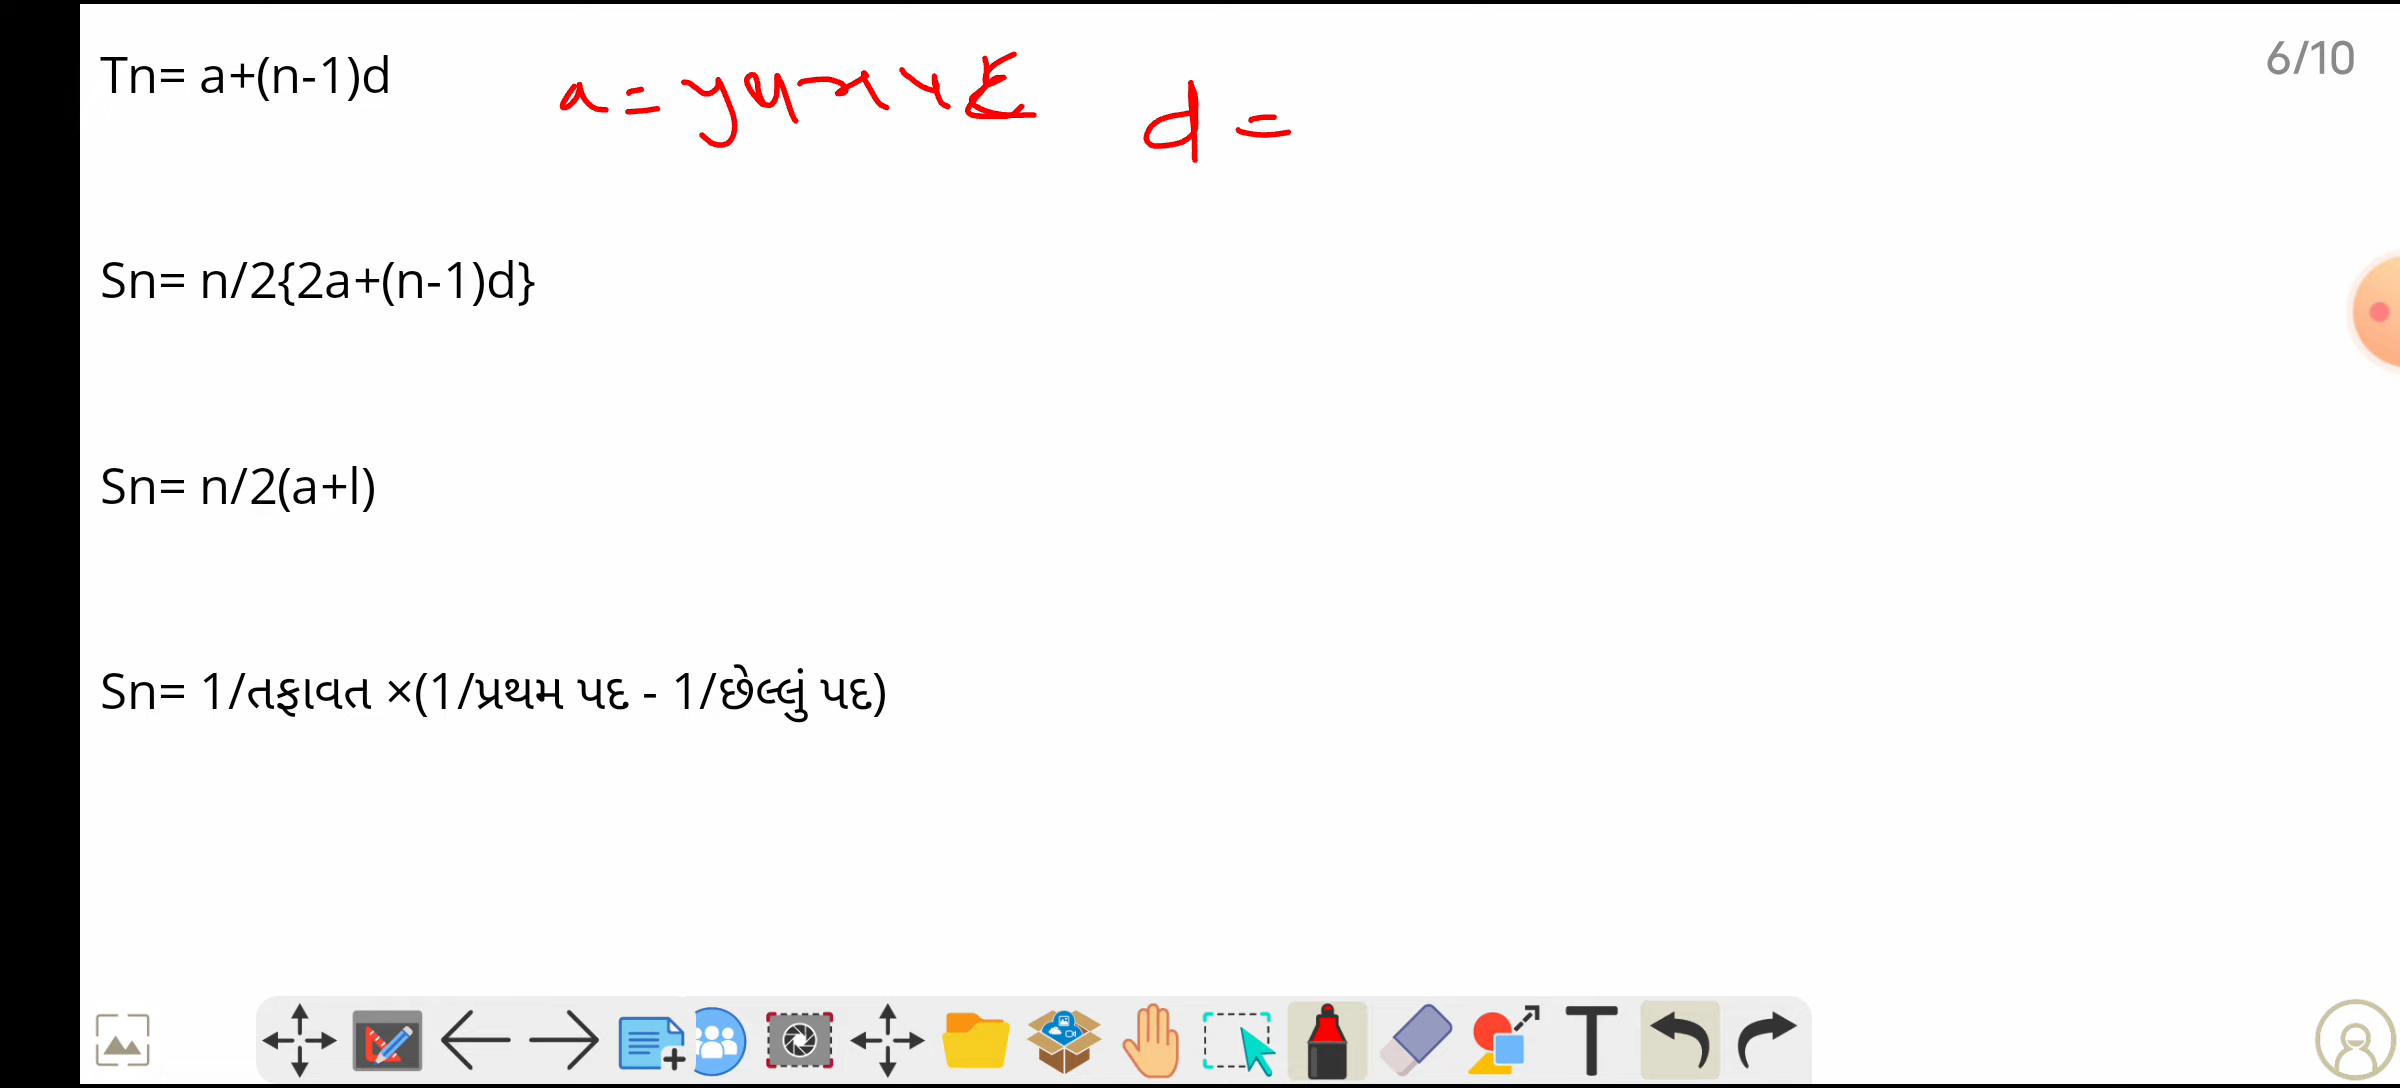 Tn= a+(n-1)d a = પ્રથમ પદ d =
6/10
Sn= n/2{2a+(n-1)d}
Sn= n/2(a+l)
Sn= 1/તફાવત ×(1/પ્રથમ પદ - 1/છેલ્લું પદ)
T